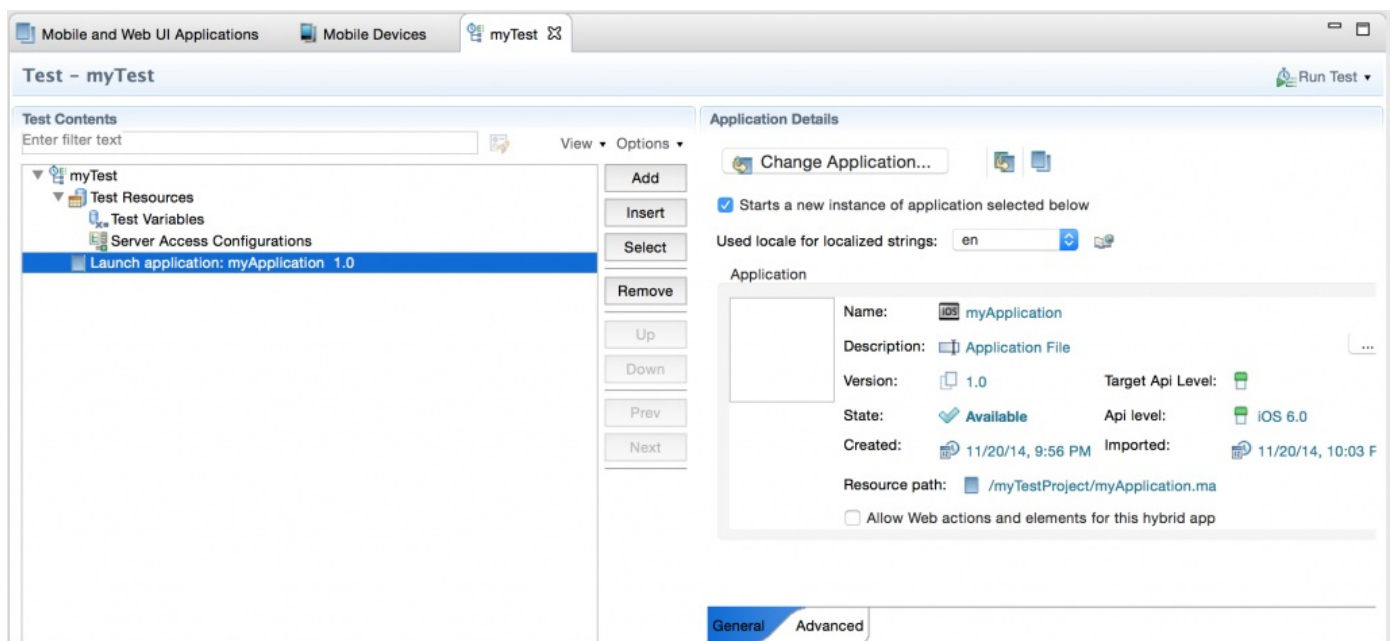 Mobile and Web UI Applications Mobile Devices myTest
Test - myTest Run Test
Test Contents
Enter filter text View Options
myTest
Test Resources
Test Variables
Server Access Configurations
Launch application: myApplication 1.0
Add
Insert
Select
Remove
Up
Down
Prev
Next
Application Details
Change Application...
Starts a new instance of application selected below
Used locale for localized strings: en
Application
Name: iOS myApplication
Description: Application File ...
Version: 1.0 Target Api Level:
State: Available Api level: iOS 6.0
Created: 11/20/14, 9:56 PM Imported: 11/20/14, 10:03 P
Resource path: /myTestProject/myApplication.ma
Allow Web actions and elements for this hybrid app
General Advanced